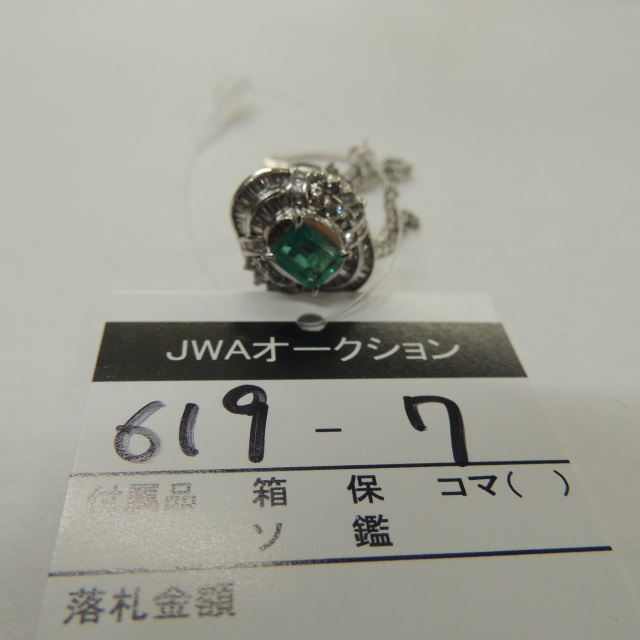 JWAオークション
619-7
付属品 箱 保 コマ( )
ソ 鑑
落札金額